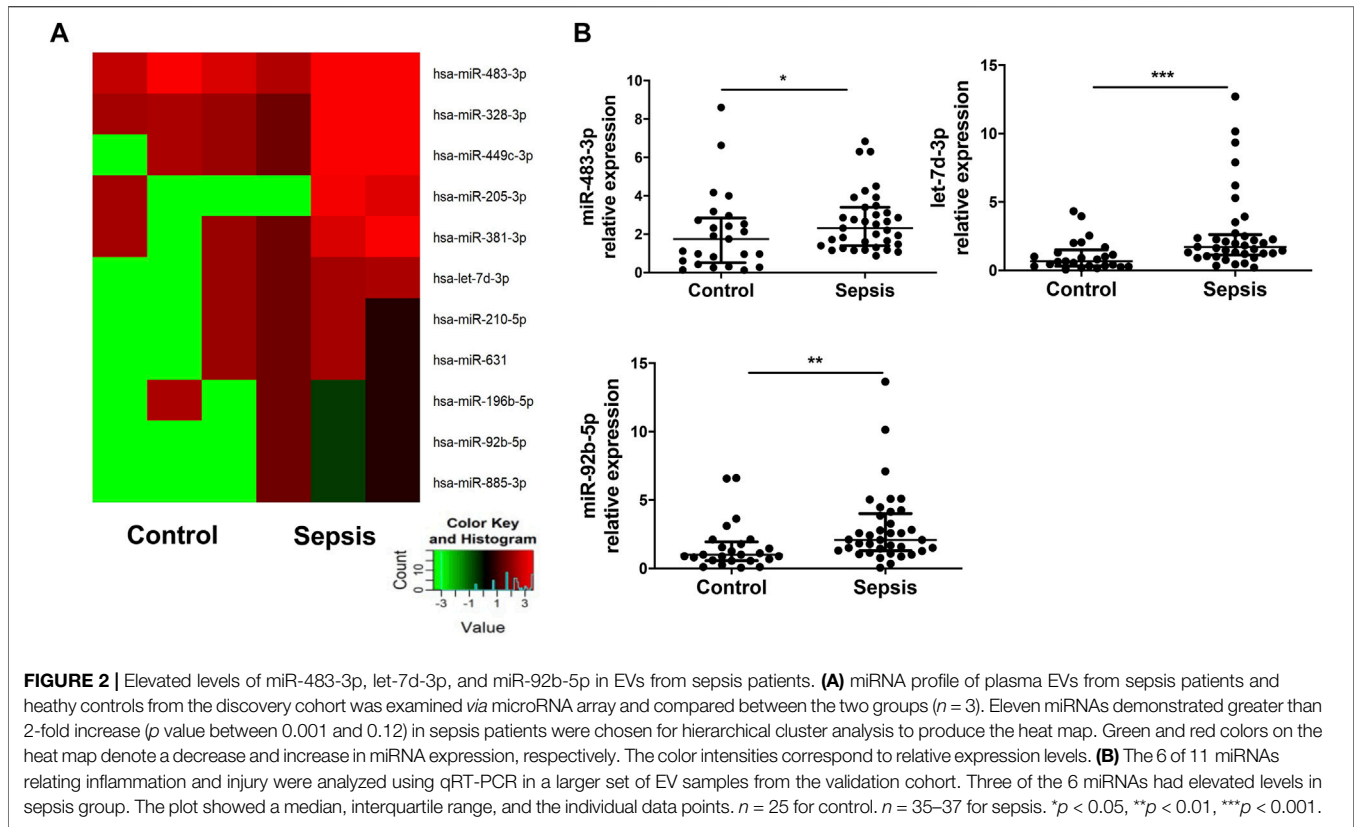 A
hsa-miR-483-3p
hsa-miR-328-3p
hsa-miR-449c-3p
hsa-miR-205-3p
hsa-miR-381-3p
hsa-let-7d-3p
hsa-miR-210-5p
hsa-miR-631
hsa-miR-196b-5p
hsa-miR-92b-5p
hsa-miR-885-3p
Control Sepsis
Color Key
and Histogram
Count
0 10
-3 -1 1 3
Value
B
miR-483-3p
relative expression
10
8
6
4
2
0
*
Control Sepsis
let-7d-3p
relative expression
15
10
5
0
***
Control Sepsis
miR-92b-5p
relative expression
15
10
5
0
**
Control Sepsis
FIGURE 2 | Elevated levels of miR-483-3p, let-7d-3p, and miR-92b-5p in EVs from sepsis patients. (A) miRNA profile of plasma EVs from sepsis patients and
heathy controls from the discovery cohort was examined via microRNA array and compared between the two groups (n = 3). Eleven miRNAs demonstrated greater than
2-fold increase (p value between 0.001 and 0.12) in sepsis patients were chosen for hierarchical cluster analysis to produce the heat map. Green and red colors on the
heat map denote a decrease and increase in miRNA expression, respectively. The color intensities correspond to relative expression levels. (B) The 6 of 11 miRNAs
relating inflammation and injury were analyzed using qRT-PCR in a larger set of EV samples from the validation cohort. Three of the 6 miRNAs had elevated levels in
sepsis group. The plot showed a median, interquartile range, and the individual data points. n = 25 for control. n = 35–37 for sepsis. *p < 0.05, **p < 0.01, ***p < 0.001.